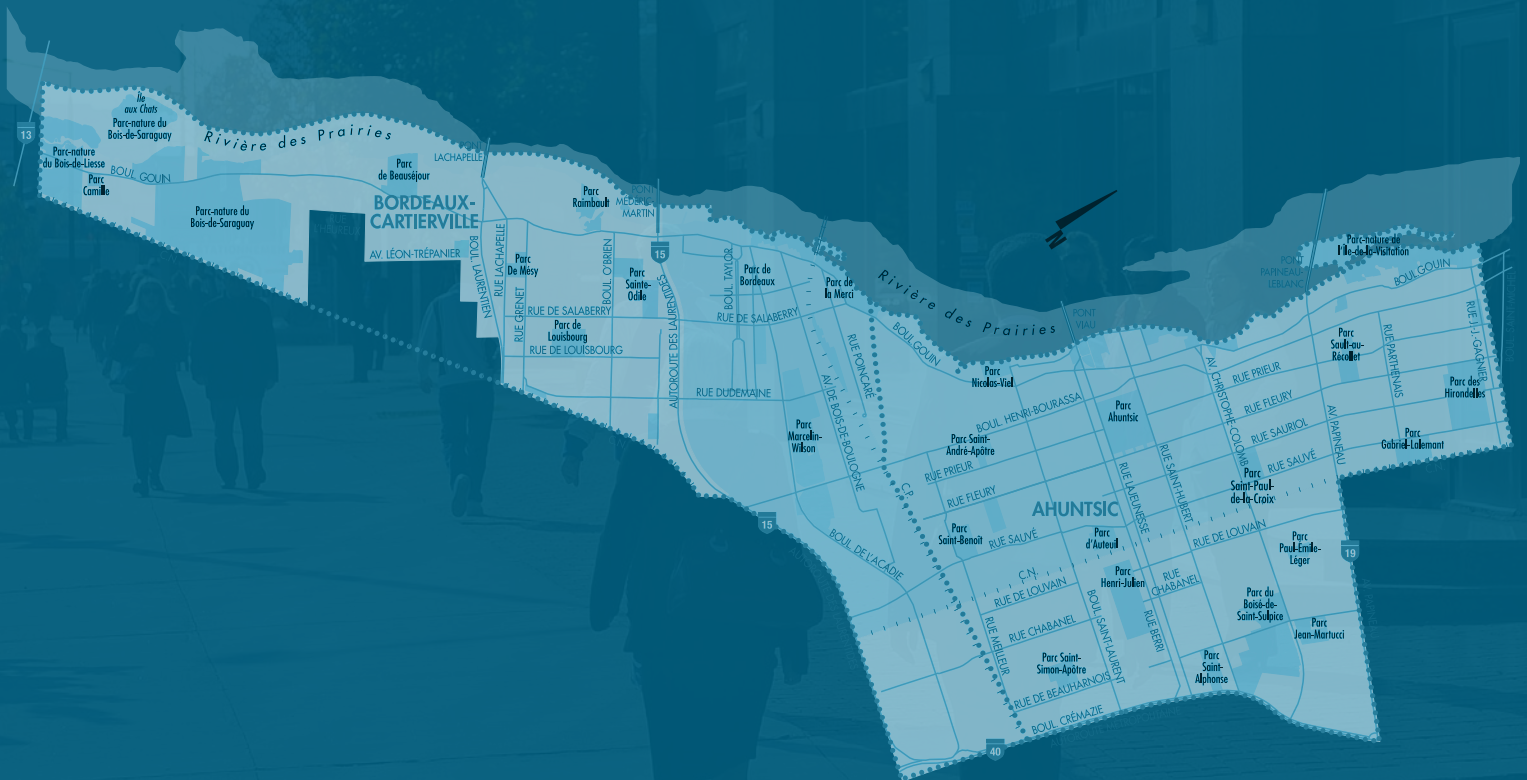 Île
aux Chats
Parc-nature du
Bois-de-Saraguay
Rivière des Prairies
13
Parc-nature
du Bois-de-Liesse
Parc
Camille
BOUL GOUIN
Parc-nature du
Bois-de-Saraguay
Parc
de Beauséjour
PONT
LACHAPELLE
BORDEAUX-
CARTIERVILLE
AV. LÉON-TRÉPANIER
BOUL LAURENTIEN
RUE LACHAPELLE
Parc
Raimbault
PONT
MÉDÉRIC-
MARTIN
15
Parc
De Mésy
RUE GRENET
BOUL O'BRIEN
Parc
Sainte-
Odile
AUTOROUTE DES LAURENTIDES
BOUL TAYLOR
Parc de
Bordeaux
Parc de
la Merci
RUE DE SALABERRY
RUE DE SALABERRY
Parc de
Louisbourg
RUE DE LOUISBOURG
RUE DUDEMAINE
RUE POINCARÉ
AV. DE BOIS-DE-BOULOGNE
Parc
Marcelin-
Wilson
15
BOUL. DE L'ACADIE
C.P.
N
Rivière des Prairies
BOUL GOUIN
PONT
VIAU
PONT
PAPINEAU-
LEBLANC
Parc-nature de
l'Île-de-la-Visitation
BOUL GOUIN
Parc
Nicolas-Viel
BOUL. HENRI-BOURASSA
Parc
Ahuntsic
AV. CHRISTOPHE-COLOMB
RUE PRIEUR
Parc
Sault-au-
Récollet
RUE PARTHENAIS
RUE J.-J.-GAGNIER
Parc des
Hirondelles
RUE FLEURY
RUE SAURIOL
AV. PAPINEAU
Parc
Gabriel-Lalemant
Parc Saint-
André-Apôtre
RUE PRIEUR
RUE FLEURY
RUE LAJEUNESSE
RUE SAINT-HUBERT
RUE SAUVÉ
Parc
Saint-Paul-
de-la-Croix
AHUNTSIC
Parc
Saint-Benoît
RUE SAUVÉ
Parc
d'Auteuil
RUE DE LOUVAIN
Parc
Paul-Émile-
Léger
19
C.N.
RUE DE LOUVAIN
Parc
Henri-Julien
RUE
CHABANEL
Parc du
Boisé-de-
Saint-Sulpice
RUE MEILLEUR
RUE CHABANEL
BOUL. SAINT-LAURENT
RUE BERRI
Parc
Jean-Martucci
Parc Saint-
Simon-Apôtre
Parc
Saint-
Alphonse
RUE DE BEAUHARNOIS
BOUL. CRÉMAZIE
40